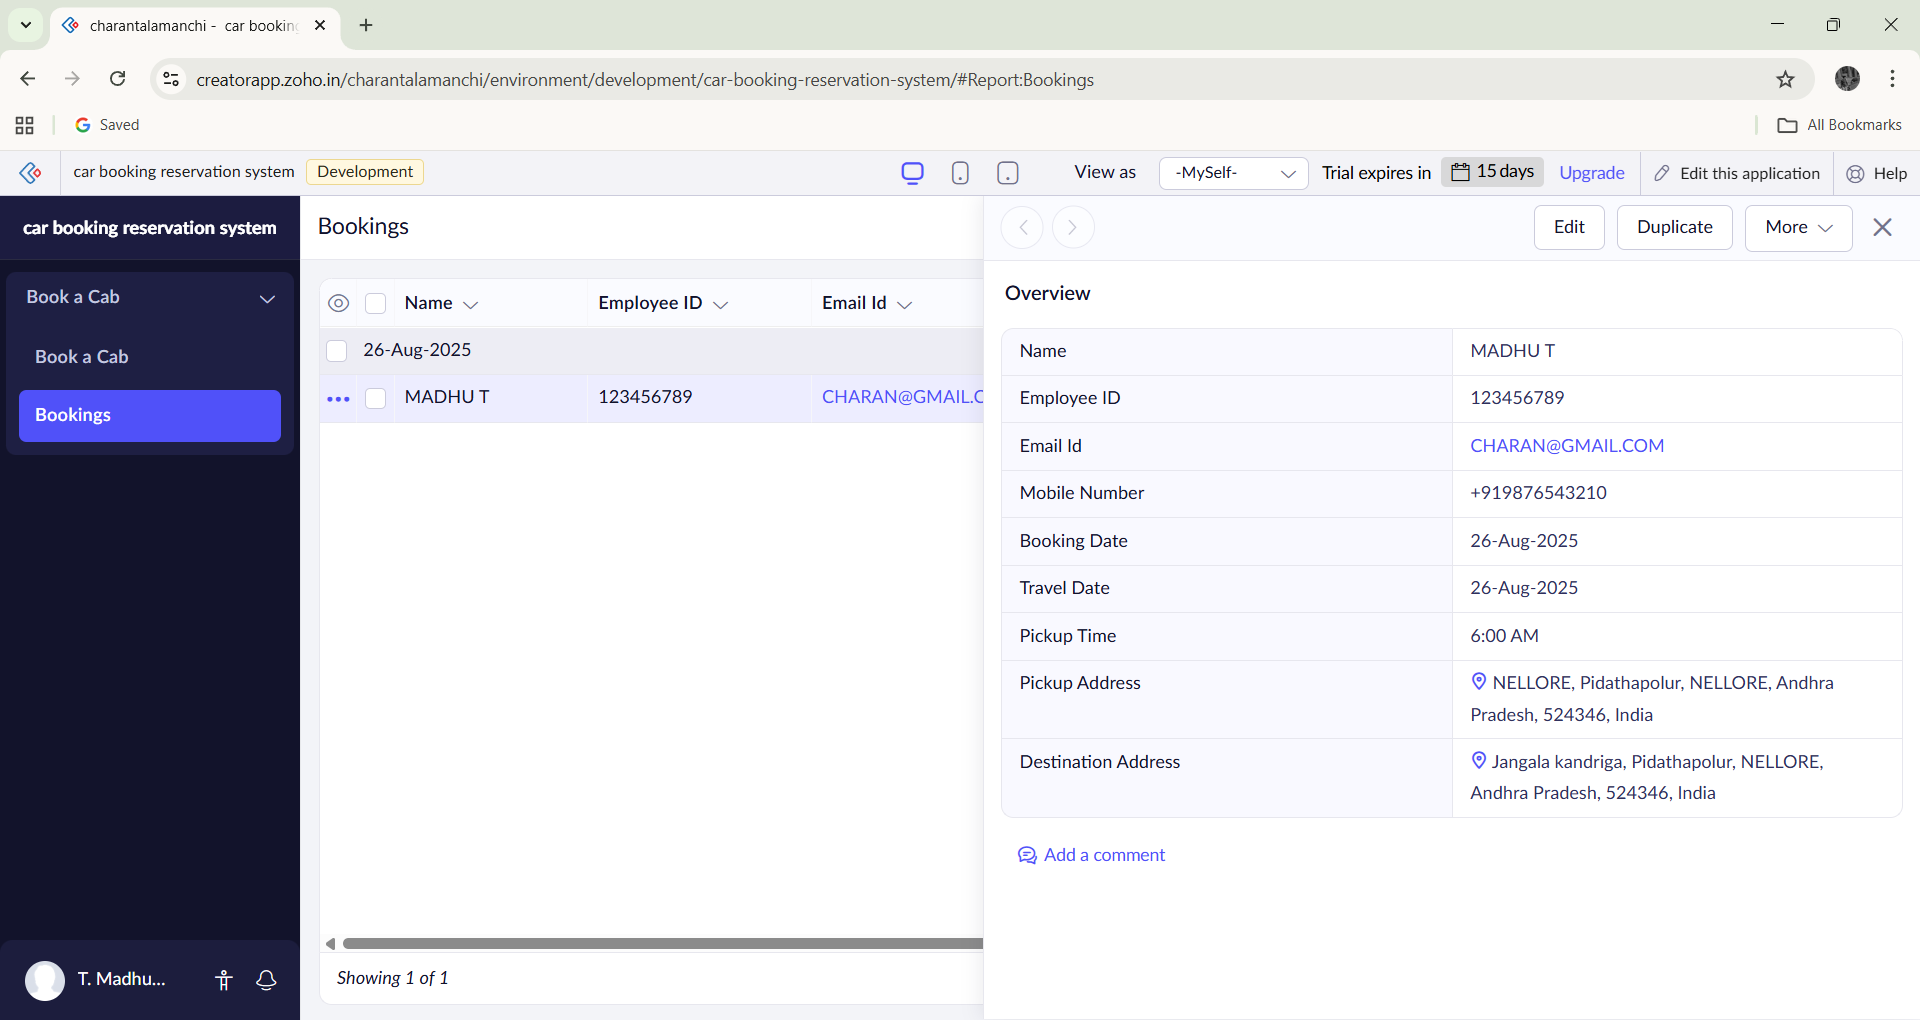 charantalamanchi - car booking
creatorapp.zoho.in/charantalamanchi/environment/development/car-booking-reservation-system/#Report:Bookings
Saved
All Bookmarks
car booking reservation system Development View as -MySelf- Trial expires in 15 days Upgrade Edit this application Help
car booking reservation system
Book a Cab
Book a Cab
Bookings
T. Madhu...
Bookings
Name Employee ID Email Id
26-Aug-2025
MADHU T 123456789 CHARAN@GMAIL.C
Showing 1 of 1
Edit Duplicate More
Overview
Name MADHU T
Employee ID 123456789
Email Id CHARAN@GMAIL.COM
Mobile Number +919876543210
Booking Date 26-Aug-2025
Travel Date 26-Aug-2025
Pickup Time 6:00 AM
Pickup Address NELLORE, Pidathapolur, NELLORE, Andhra
Pradesh, 524346, India
Destination Address Jangala kandriga, Pidathapolur, NELLORE,
Andhra Pradesh, 524346, India
Add a comment